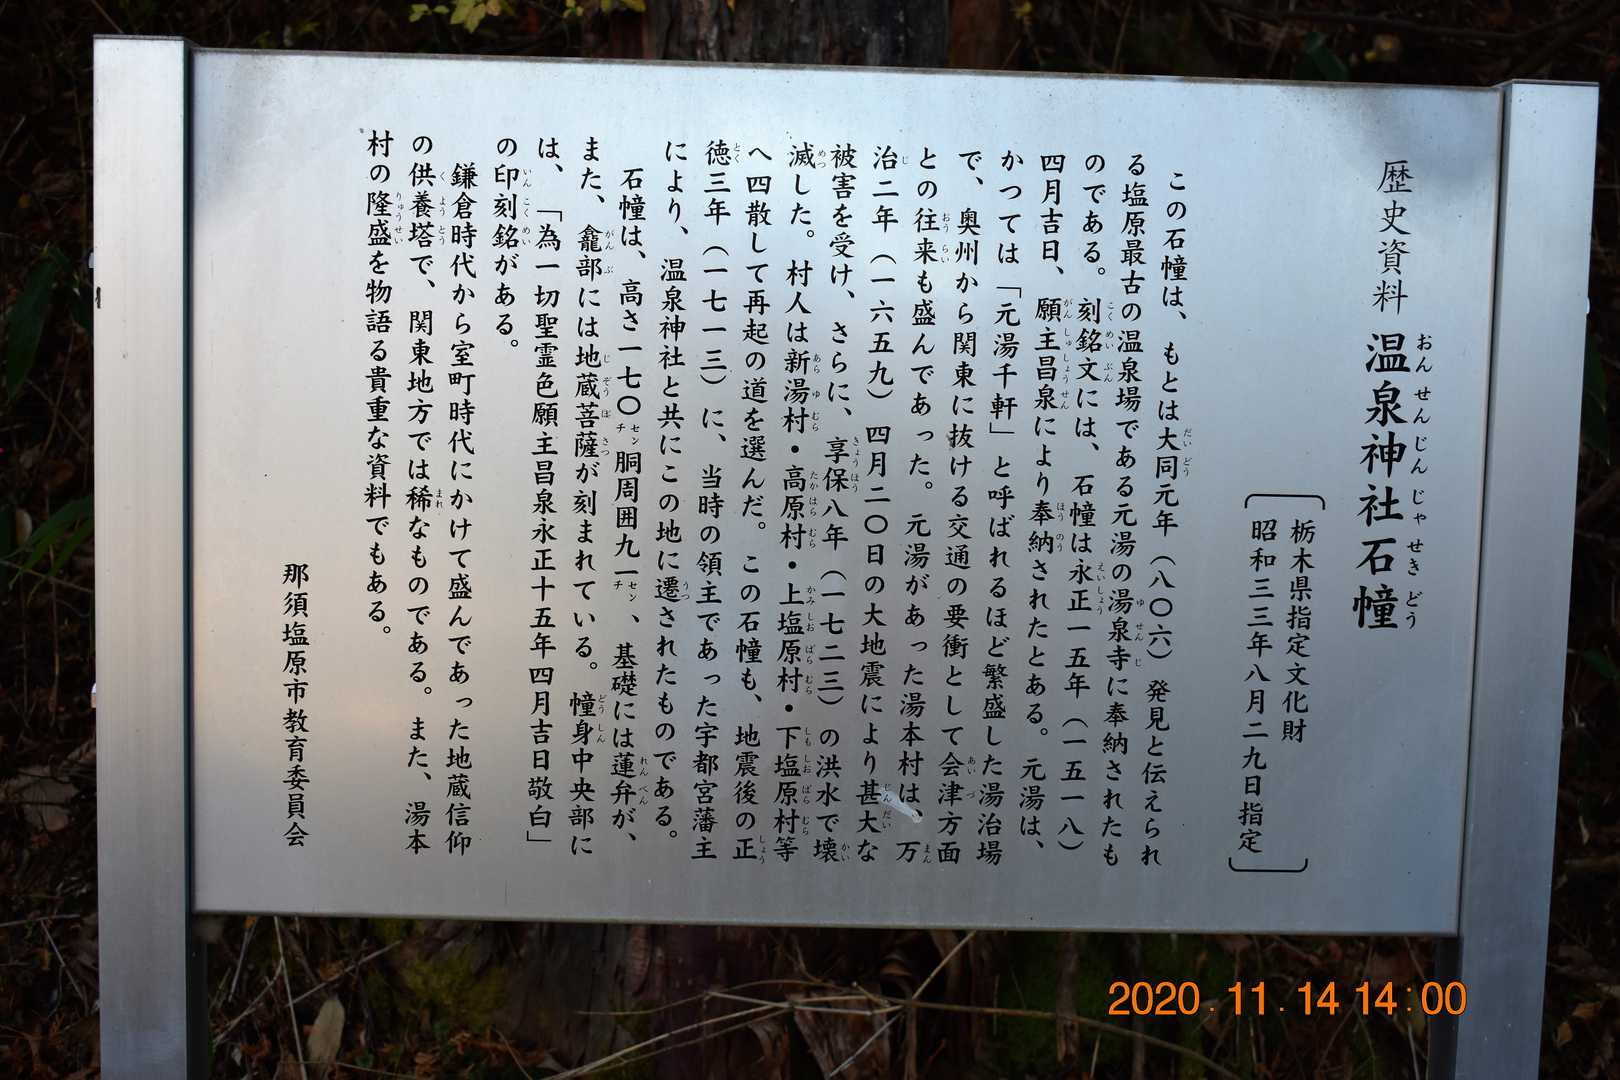 歴史資料 温泉神社石幢
おんせんじんじゃせきどう
栃木県指定文化財
昭和三三年八月二九日指定
この石幢は、もとは大同元年（八〇六）発見と伝えられ
る塩原最古の温泉場である元湯の湯泉寺に奉納されたも
のである。刻銘文には、石幢は永正一五年（一五一八）
四月吉日、願主昌泉により奉納されたとある。元湯は、
かつては「元湯千軒」と呼ばれるほど繁盛した湯治場
で、奥州から関東に抜ける交通の要衝として会津方面
との往来も盛んであった。元湯があった湯本村は万
治二年（一六五九）四月二〇日の大地震により甚大な
被害を受け、さらに、享保八年（一七二三）の洪水で壊
滅した。村人は新湯村・高原村・上塩原村・下塩原村等
へ四散して再起の道を選んだ。この石幢も、地震後の正
徳三年（一七一三）に、当時の領主であった宇都宮藩主
により、温泉神社と共にこの地に遷されたものである。
石幢は、高さ一七〇センチ胴周囲九一センチ、基礎には蓮弁が、
また、龕部には地蔵菩薩が刻まれている。幢身中央部に
は、「為一切聖霊色願主昌泉永正十五年四月吉日敬白」
の印刻銘がある。
鎌倉時代から室町時代にかけて盛んであった地蔵信仰
の供養塔で、関東地方では稀なものである。また、湯本
村の隆盛を物語る貴重な資料でもある。
那須塩原市教育委員会
2020.11.14 14:00